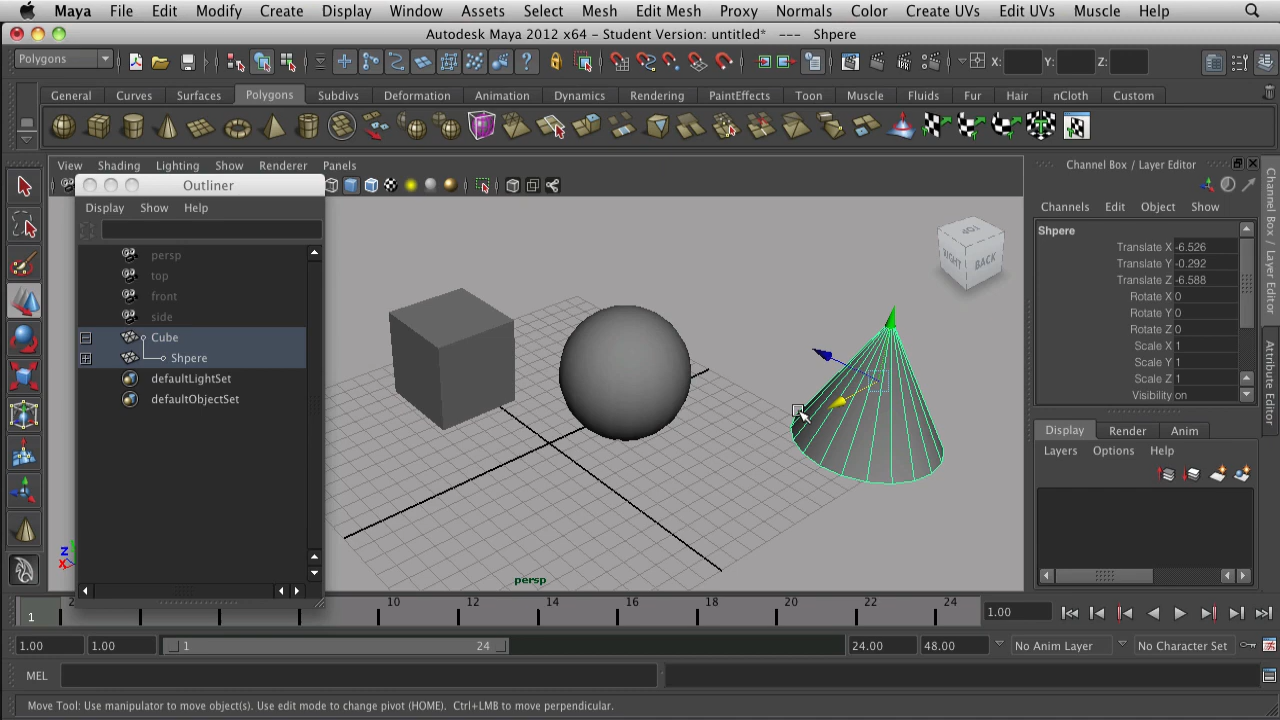 Maya File Edit Modify Create Display Window Assets Select Mesh Edit Mesh Proxy Normals Color Create UVs Edit UVs Muscle Help
Autodesk Maya 2012 x64 - Student Version: untitled* --- Shpere
Polygons
X:
Y:
Z:
General Curves Surfaces Polygons Subdivs Deformation Animation Dynamics Rendering PaintEffects Toon Muscle Fluids Fur Hair nCloth Custom
View Shading Lighting Show Renderer Panels
Outliner
Display Show Help
persp
top
front
side
Cube
Shpere
defaultLightSet
defaultObjectSet
TOP
RIGHT
BACK
Z
X
persp
Channel Box / Layer Editor
Channels Edit Object Show
Shpere
Translate X -6.526
Translate Y -0.292
Translate Z -6.588
Rotate X 0
Rotate Y 0
Rotate Z 0
Scale X 1
Scale Y 1
Scale Z 1
Visibility on
Display Render Anim
Layers Options Help
Channel Box / Layer Editor
Attribute Editor
1 2 10 12 14 16 18 20 22 24 1.00
1.00 1.00 1 24 24.00 48.00 No Anim Layer No Character Set
MEL
Move Tool: Use manipulator to move object(s). Use edit mode to change pivot (HOME). Ctrl+LMB to move perpendicular.